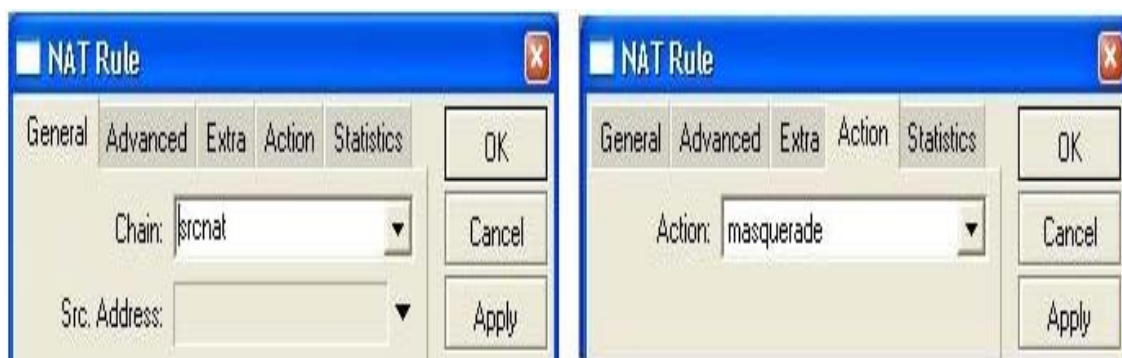 NAT Rule
General Advanced Extra Action Statistics
Chain: srcnat
Src. Address:
OK
Cancel
Apply
NAT Rule
General Advanced Extra Action Statistics
Action: masquerade
OK
Cancel
Apply